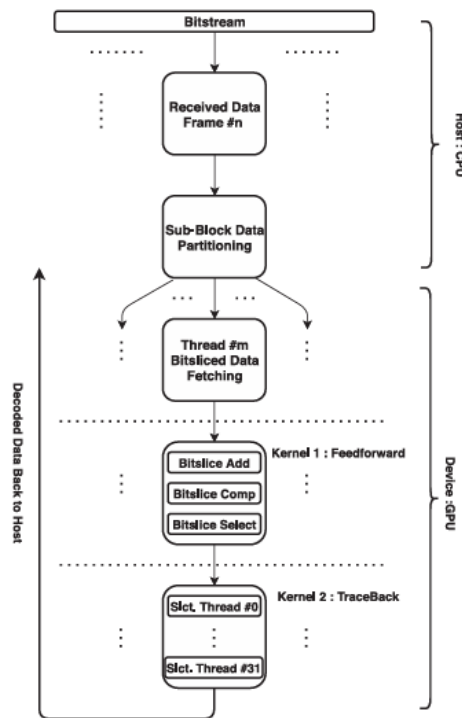 Bitstream
Received Data
Frame #n
Host : CPU
Sub-Block Data
Partitioning
Thread #m
Bitsliced Data
Fetching
Decoded Data Back to Host
Kernel 1 : Feedforward
Bitslice Add
Bitslice Comp
Bitslice Select
Device :GPU
Kernel 2 : TraceBack
Slct. Thread #0
Slct. Thread #31